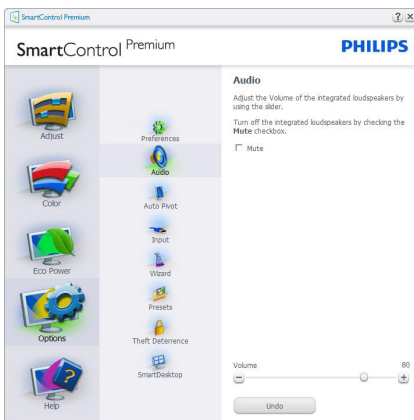 SmartControl Premium
SmartControl Premium
PHILIPS
Adjust
Color
Eco Power
Options
Help
Preferences
Audio
Auto Pivot
Input
Wizard
Presets
Theft Deterrence
SmartDesktop
Audio
Adjust the Volume of the integrated loudspeakers by
using the slider.
Turn off the integrated loudspeakers by checking the
Mute checkbox.
Mute
Volume 80
Undo